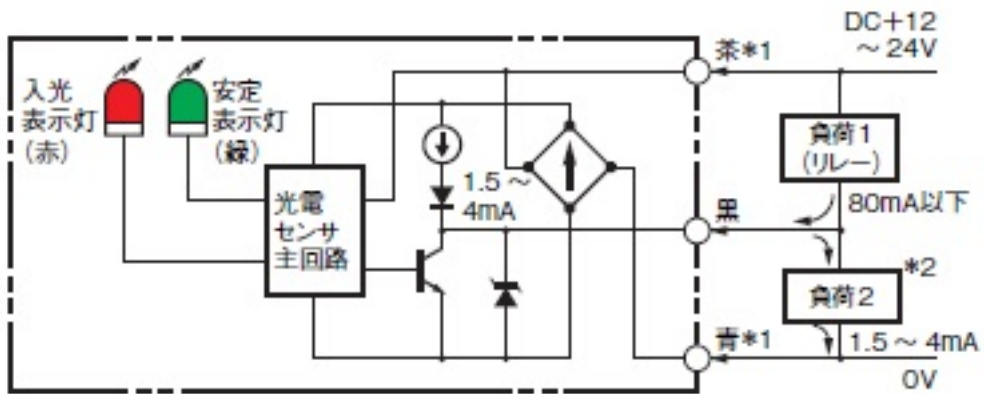 DC+12
～ 24V
茶*1
入光
表示灯
(赤)
安定
表示灯
(緑)
負荷1
(リレー)
1.5 ～
4mA
80mA以下
黒
光電
センサ
主回路
*2
負荷2
青*1
1.5 ～ 4mA
0V